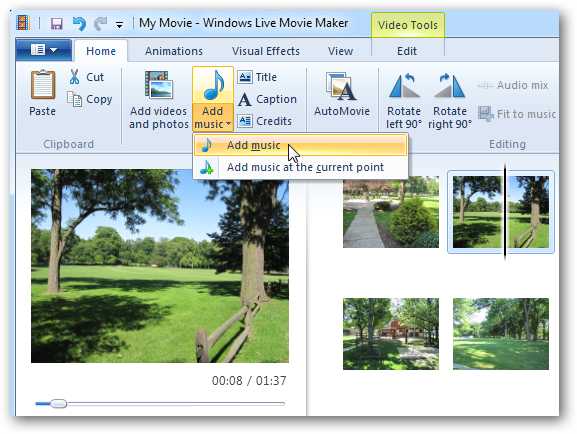 My Movie - Windows Live Movie Maker
Video Tools
Home
Animations
Visual Effects
View
Edit
Paste
Cut
Copy
Clipboard
Add videos
and photos
Add
music
Title
Caption
Credits
AutoMovie
Rotate
left 90°
Rotate
right 90°
Audio mix
Fit to music
Editing
Add music
Add music at the current point
00:08 / 01:37